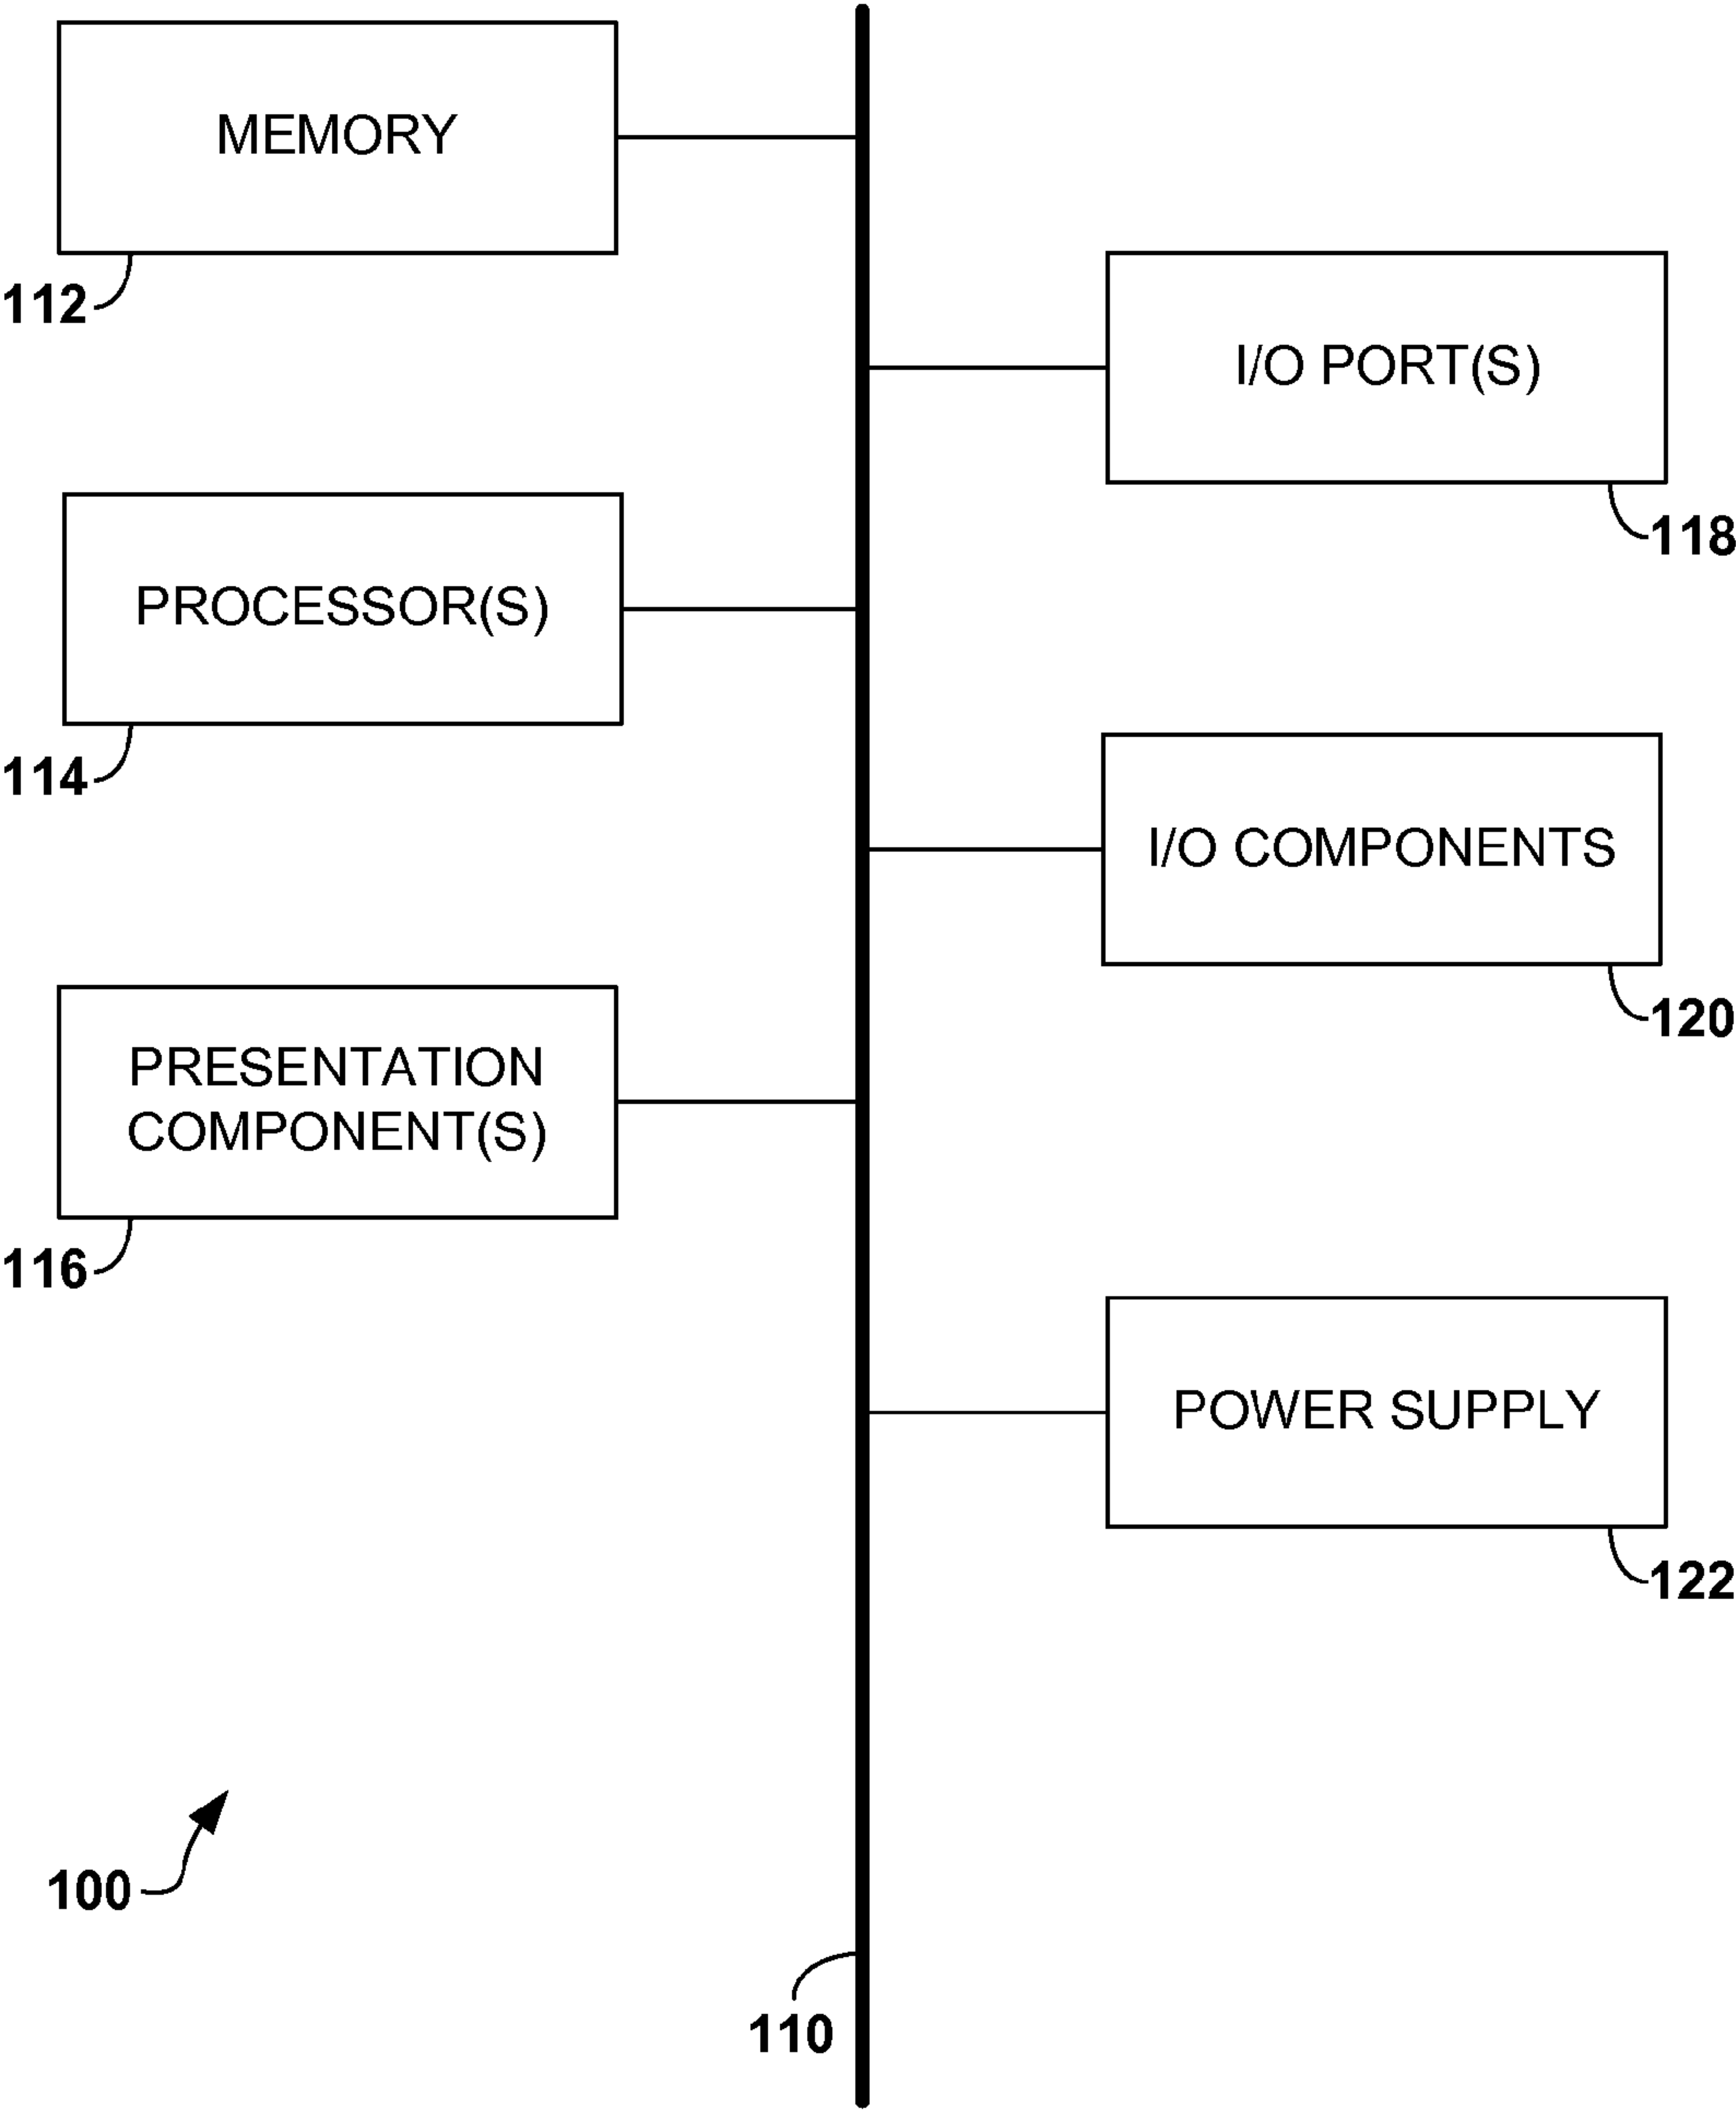 MEMORY
112
I/O PORT(S)
118
PROCESSOR(S)
114
I/O COMPONENTS
120
PRESENTATION
COMPONENT(S)
116
POWER SUPPLY
122
100
110